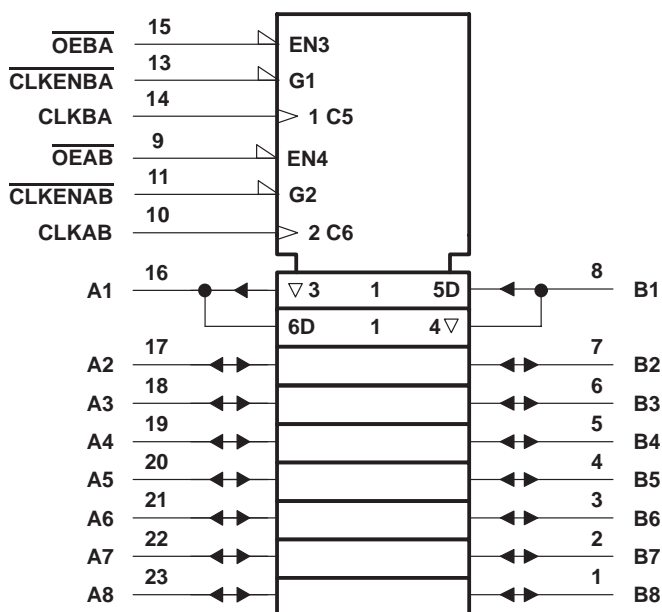 OEBA 15 EN3
CLKENBA 13 G1
CLKBA 14 1 C5
OEAB 9 EN4
CLKENAB 11 G2
CLKAB 10 2 C6
A1 16 ▽ 3 1 5D 8 B1
6D 1 4 ▽
A2 17 7 B2
A3 18 6 B3
A4 19 5 B4
A5 20 4 B5
A6 21 3 B6
A7 22 2 B7
A8 23 1 B8